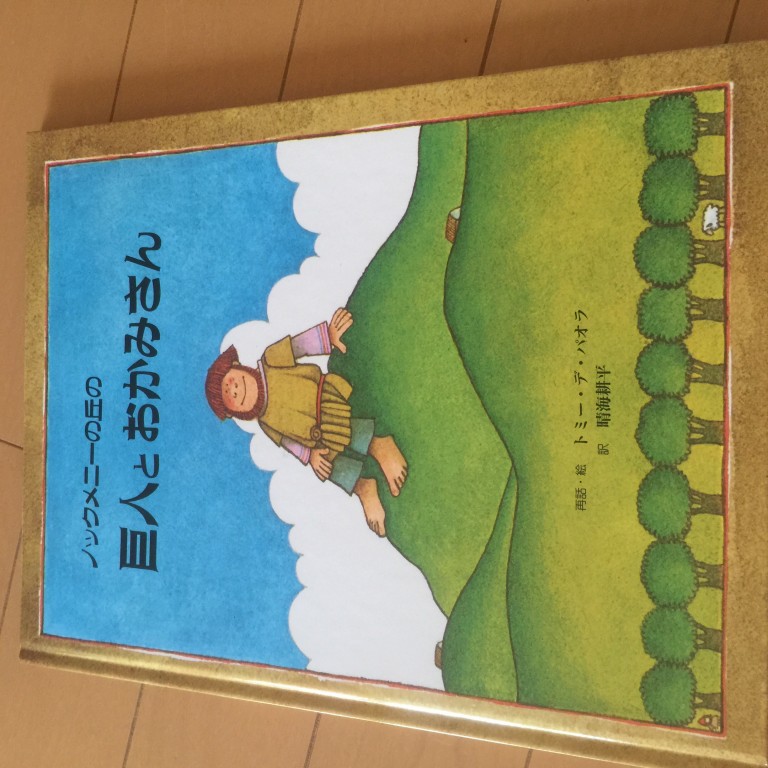 ノックメニーの丘の
巨人とおかみさん
再話・絵 トミー・デ・パオラ
訳 晴海耕平